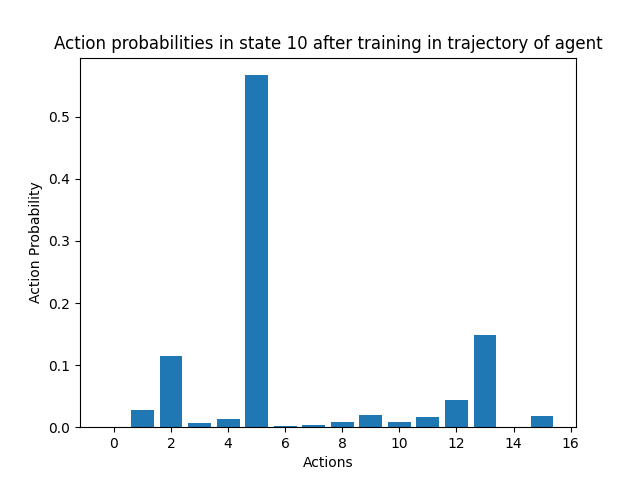 Action probabilities in state 10 after training in trajectory of agent
0.5
0.4
0.3
0.2
0.1
0.0
Action Probability
0 2 4 6 8 10 12 14 16
Actions